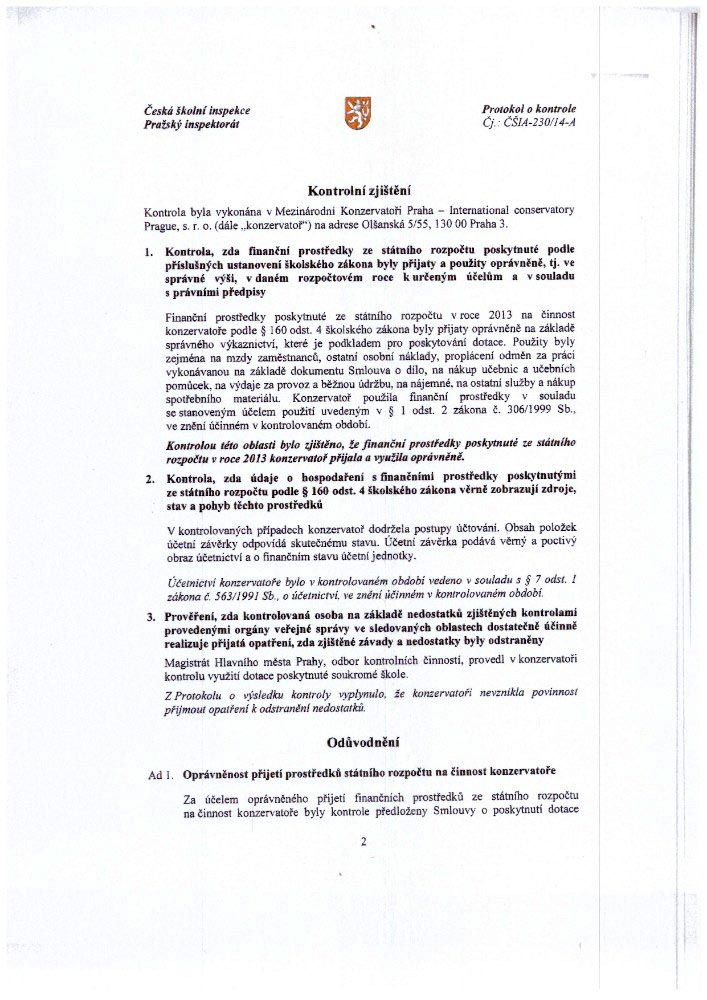 Česká školní inspekce
Pražský inspektorát
Protokol o kontrole
Čj.: ČŠIA-230/14-A
Kontrolní zjištění
Kontrola byla vykonána v Mezinárodní Konzervatoři Praha – International conservatory
Prague, s. r. o. (dále „konzervatoř") na adrese Olšanská 5/55, 130 00 Praha 3.
1. Kontrola, zda finanční prostředky ze státního rozpočtu poskytnuté podle
příslušných ustanovení školského zákona byly přijaty a použity oprávněně, tj. ve
správné výši, v daném rozpočtovém roce k určeným účelům a v souladu
s právními předpisy
Finanční prostředky poskytnuté ze státního rozpočtu v roce 2013 na činnost
konzervatoře podle § 160 odst. 4 školského zákona byly přijaty oprávněně na základě
správného výkaznictví, které je podkladem pro poskytování dotace. Použity byly
zejména na mzdy zaměstnanců, ostatní osobní náklady, proplácení odměn za práci
vykonávanou na základě dokumentu Smlouva o dílo, na nákup učebnic a učebních
pomůcek, na výdaje za provoz a běžnou údržbu, na nájemné, na ostatní služby a nákup
spotřebního materiálu. Konzervatoř použila finanční prostředky v souladu
se stanoveným účelem použití uvedeným v § 1 odst. 2 zákona č. 306/1999 Sb.,
ve znění účinném v kontrolovaném období.
Kontrolou této oblasti bylo zjištěno, že finanční prostředky poskytnuté ze státního
rozpočtu v roce 2013 konzervatoř přijala a využila oprávněně.
2. Kontrola, zda údaje o hospodaření s finančními prostředky poskytnutými
ze státního rozpočtu podle § 160 odst. 4 školského zákona věrně zobrazují zdroje,
stav a pohyb těchto prostředků
V kontrolovaných případech konzervatoř dodržela postupy účtování. Obsah položek
účetní závěrky odpovídá skutečnému stavu. Účetní závěrka podává věrný a poctivý
obraz účetnictví a o finančním stavu účetní jednotky.
Účetnictví konzervatoře bylo v kontrolovaném období vedeno v souladu s § 7 odst. 1
zákona č. 563/1991 Sb., o účetnictví, ve znění účinném v kontrolovaném období.
3. Prověření, zda kontrolovaná osoba na základě nedostatků zjištěných kontrolami
provedenými orgány veřejné správy ve sledovaných oblastech dostatečně účinně
realizuje přijatá opatření, zda zjištěné závady a nedostatky byly odstraněny
Magistrát Hlavního města Prahy, odbor kontrolních činností, provedl v konzervatoři
kontrolu využití dotace poskytnuté soukromé škole.
Z Protokolu o výsledku kontroly vyplynulo, že konzervatoři nevznikla povinnost
přijmout opatření k odstranění nedostatků.
Odůvodnění
Ad 1. Oprávněnost přijetí prostředků státního rozpočtu na činnost konzervatoře
Za účelem oprávněného přijetí finančních prostředků ze státního rozpočtu
na činnost konzervatoře byly kontrole předloženy Smlouvy o poskytnutí dotace
2